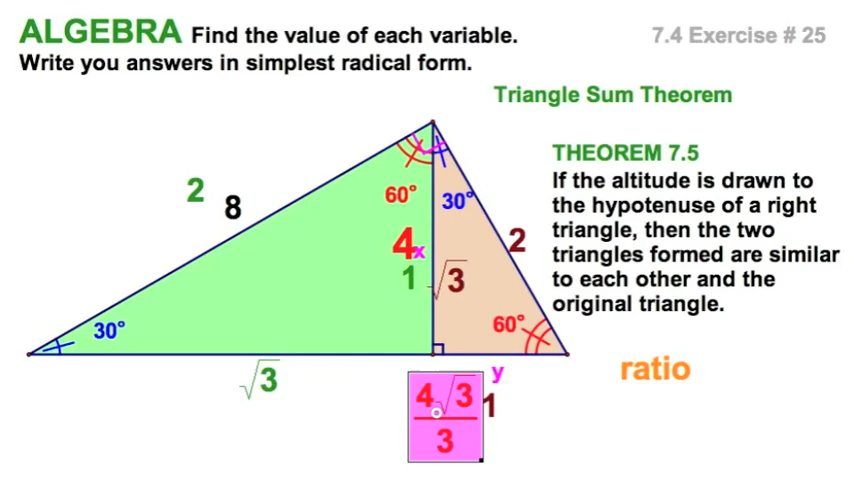 ALGEBRA Find the value of each variable.
7.4 Exercise # 25
Write you answers in simplest radical form.
Triangle Sum Theorem
THEOREM 7.5
If the altitude is drawn to
the hypotenuse of a right
triangle, then the two
triangles formed are similar
to each other and the
original triangle.
2
8
60°
30°
4
x
2
1
√3
30°
60°
√3
y
ratio
4√3
3
1